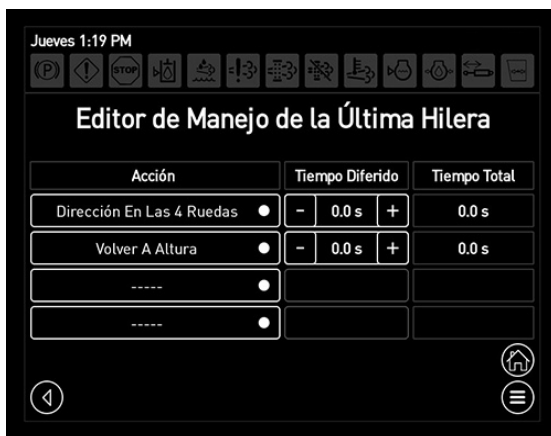 Jueves 1:19 PM
(P) STOP
Editor de Manejo de la Última Hilera
Acción Tiempo Diferido Tiempo Total
Dirección En Las 4 Ruedas - 0.0 s + 0.0 s
Volver A Altura - 0.0 s + 0.0 s
-----
-----